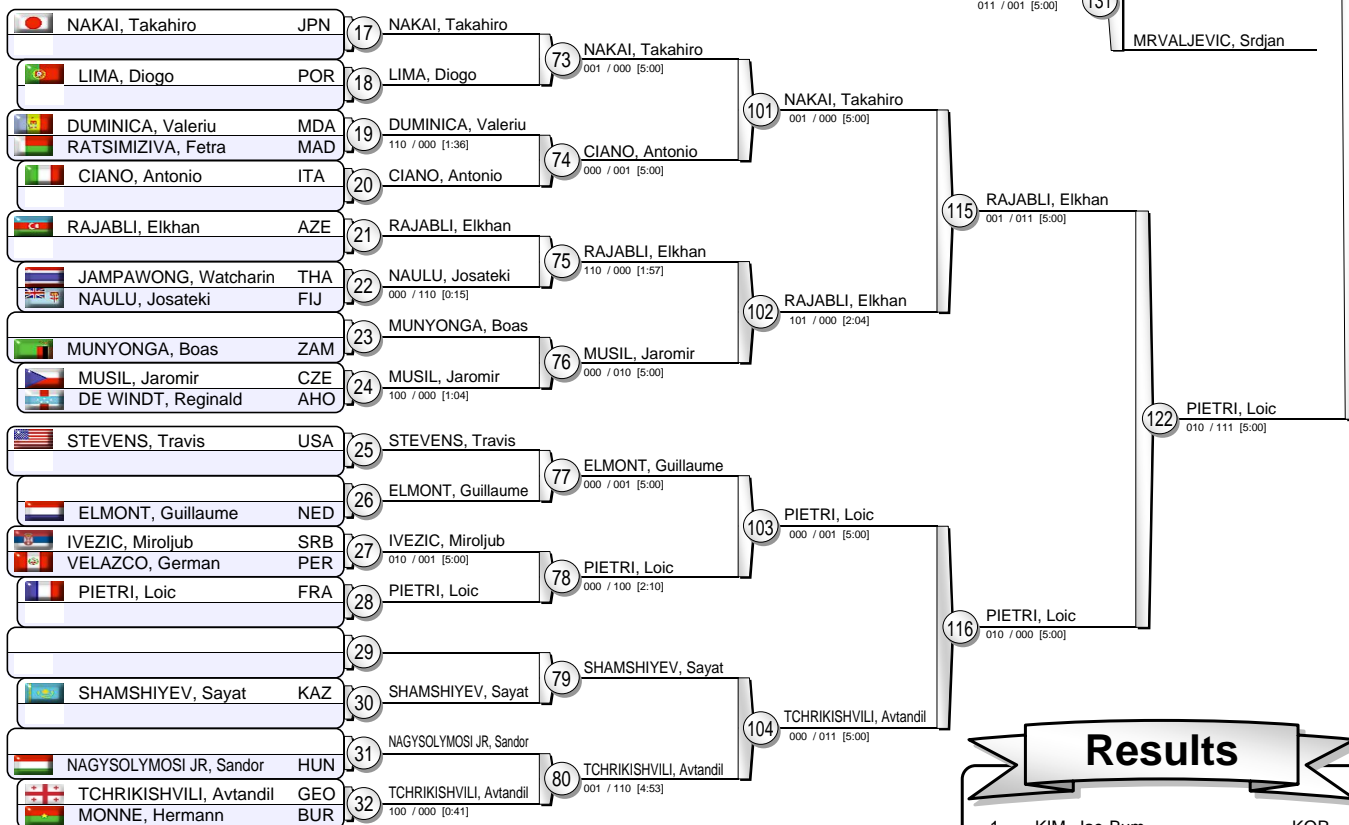 011 / 001 [5:00]
131
MRVALJEVIC, Srdjan
NAKAI, Takahiro JPN
LIMA, Diogo POR
DUMINICA, Valeriu MDA
RATSIMIZIVA, Fetra MAD
CIANO, Antonio ITA
RAJABLI, Elkhan AZE
JAMPAWONG, Watcharin THA
NAULU, Josateki FIJ
MUNYONGA, Boas ZAM
MUSIL, Jaromir CZE
DE WINDT, Reginald AHO
STEVENS, Travis USA
ELMONT, Guillaume NED
IVEZIC, Miroljub SRB
VELAZCO, German PER
PIETRI, Loic FRA
SHAMSHIYEV, Sayat KAZ
NAGYSOLYMOSI JR, Sandor HUN
TCHRIKISHVILI, Avtandil GEO
MONNE, Hermann BUR
17 NAKAI, Takahiro
18 LIMA, Diogo
19 DUMINICA, Valeriu
110 / 000 [1:36]
20 CIANO, Antonio
21 RAJABLI, Elkhan
22 NAULU, Josateki
000 / 110 [0:15]
23 MUNYONGA, Boas
24 MUSIL, Jaromir
100 / 000 [1:04]
25 STEVENS, Travis
26 ELMONT, Guillaume
27 IVEZIC, Miroljub
010 / 001 [5:00]
28 PIETRI, Loic
29
30 SHAMSHIYEV, Sayat
31 NAGYSOLYMOSI JR, Sandor
32 TCHRIKISHVILI, Avtandil
100 / 000 [0:41]
73 NAKAI, Takahiro
001 / 000 [5:00]
74 CIANO, Antonio
000 / 001 [5:00]
75 RAJABLI, Elkhan
110 / 000 [1:57]
76 MUSIL, Jaromir
000 / 010 [5:00]
77 ELMONT, Guillaume
000 / 001 [5:00]
78 PIETRI, Loic
000 / 100 [2:10]
79 SHAMSHIYEV, Sayat
80 TCHRIKISHVILI, Avtandil
001 / 110 [4:53]
101 NAKAI, Takahiro
001 / 000 [5:00]
102 RAJABLI, Elkhan
101 / 000 [2:04]
103 PIETRI, Loic
000 / 001 [5:00]
104 TCHRIKISHVILI, Avtandil
000 / 011 [5:00]
115 RAJABLI, Elkhan
001 / 011 [5:00]
116 PIETRI, Loic
010 / 000 [5:00]
122 PIETRI, Loic
010 / 111 [5:00]
Results
1 KIM, Jae-Bum KOR